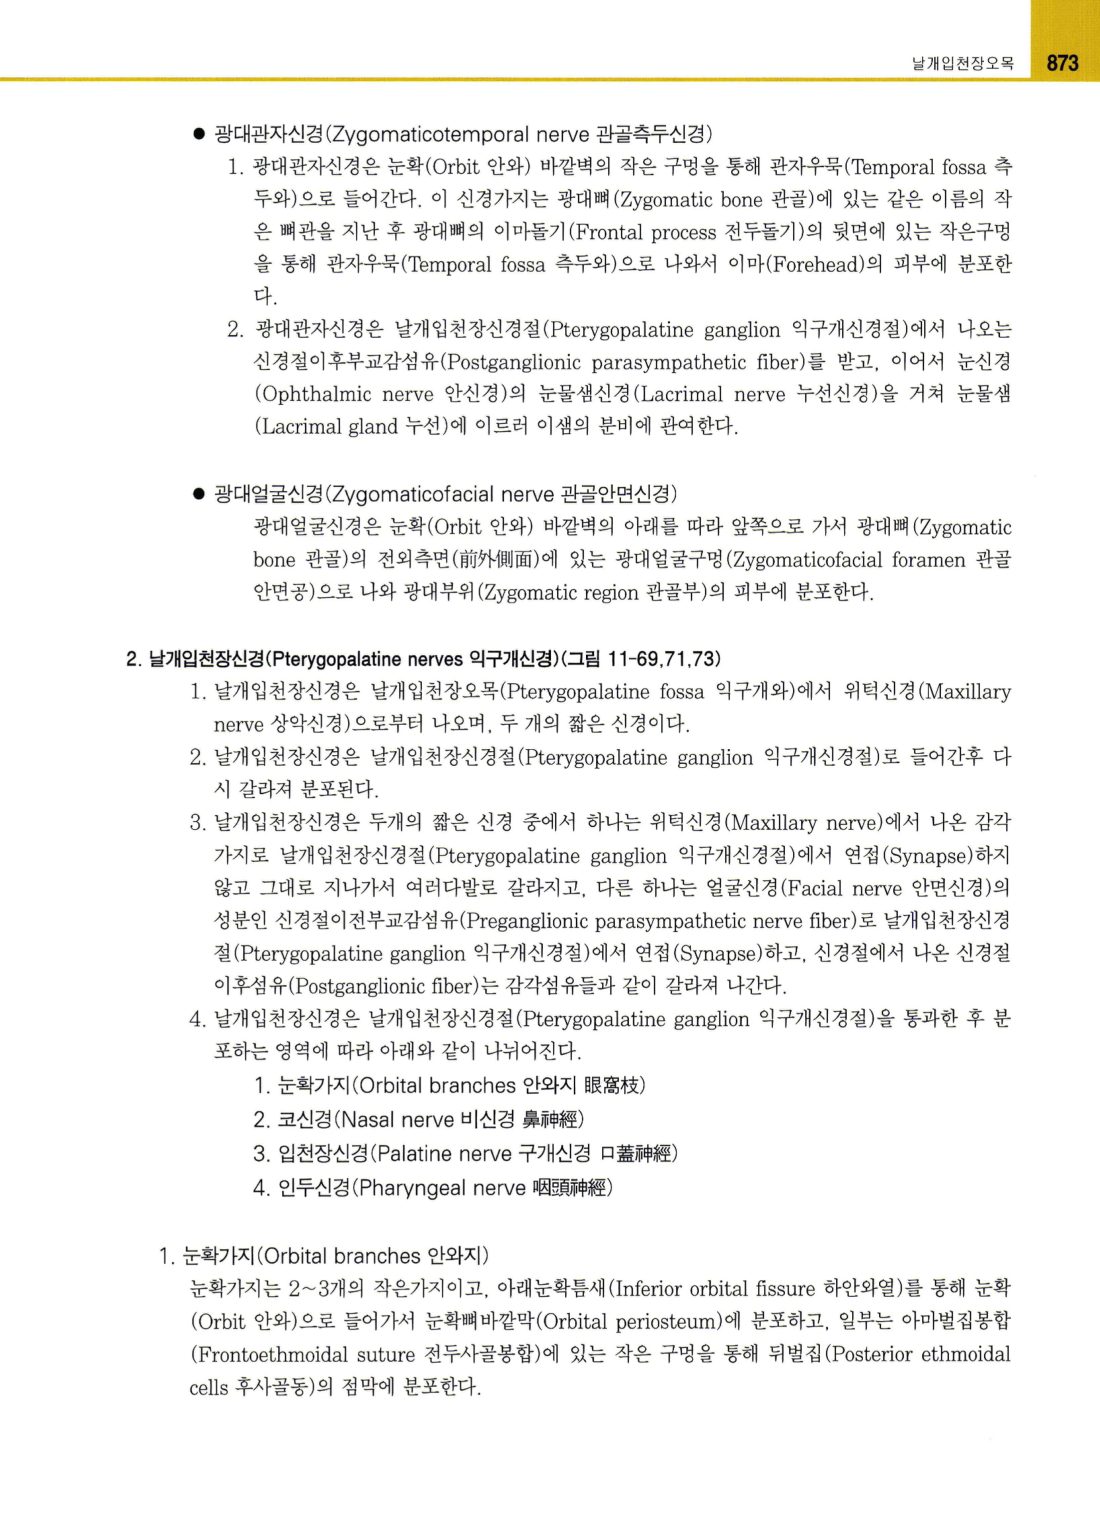 날개입천장오목 873
● 광대관자신경(Zygomaticotemporal nerve 관골측두신경)
1. 광대관자신경은 눈확(Orbit 안와) 바깥벽의 작은 구멍을 통해 관자우묵(Temporal fossa 측
두와)으로 들어간다. 이 신경가지는 광대뼈(Zygomatic bone 관골)에 있는 같은 이름의 작
은 뼈관을 지난 후 광대뼈의 이마돌기(Frontal process 전두돌기)의 뒷면에 있는 작은구멍
을 통해 관자우묵(Temporal fossa 측두와)으로 나와서 이마(Forehead)의 피부에 분포한
다.
2. 광대관자신경은 날개입천장신경절(Pterygopalatine ganglion 익구개신경절)에서 나오는
신경절이후부교감섬유(Postganglionic parasympathetic fiber)를 받고, 이어서 눈신경
(Ophthalmic nerve 안신경)의 눈물샘신경(Lacrimal nerve 누선신경)을 거쳐 눈물샘
(Lacrimal gland 누선)에 이르러 이샘의 분비에 관여한다.
● 광대얼굴신경(Zygomaticofacial nerve 관골안면신경)
광대얼굴신경은 눈확(Orbit 안와) 바깥벽의 아래를 따라 앞쪽으로 가서 광대뼈(Zygomatic
bone 관골)의 전외측면(前外側面)에 있는 광대얼굴구멍(Zygomaticofacial foramen 관골
안면공)으로 나와 광대부위(Zygomatic region 관골부)의 피부에 분포한다.
2. 날개입천장신경(Pterygopalatine nerves 익구개신경)(그림 11-69,71,73)
1. 날개입천장신경은 날개입천장오목(Pterygopalatine fossa 익구개와)에서 위턱신경(Maxillary
nerve 상악신경)으로부터 나오며, 두 개의 짧은 신경이다.
2. 날개입천장신경은 날개입천장신경절(Pterygopalatine ganglion 익구개신경절)로 들어간후 다
시 갈라져 분포된다.
3. 날개입천장신경은 두개의 짧은 신경 중에서 하나는 위턱신경(Maxillary nerve)에서 나온 감각
가지로 날개입천장신경절(Pterygopalatine ganglion 익구개신경절)에서 연접(Synapse)하지
않고 그대로 지나가서 여러다발로 갈라지고, 다른 하나는 얼굴신경(Facial nerve 안면신경)의
성분인 신경절이전부교감섬유(Preganglionic parasympathetic nerve fiber)로 날개입천장신경
절(Pterygopalatine ganglion 익구개신경절)에서 연접(Synapse)하고, 신경절에서 나온 신경절
이후섬유(Postganglionic fiber)는 감각섬유들과 같이 갈라져 나간다.
4. 날개입천장신경은 날개입천장신경절(Pterygopalatine ganglion 익구개신경절)을 통과한 후 분
포하는 영역에 따라 아래와 같이 나뉘어진다.
1. 눈확가지(Orbital branches 안와지 眼窩枝)
2. 코신경(Nasal nerve 비신경 鼻神經)
3. 입천장신경(Palatine nerve 구개신경 口蓋神經)
4. 인두신경(Pharyngeal nerve 咽頭神經)
1. 눈확가지(Orbital branches 안와지)
눈확가지는 2~3개의 작은가지이고, 아래눈확틈새(Inferior orbital fissure 하안와열)를 통해 눈확
(Orbit 안와)으로 들어가서 눈확뼈바깥막(Orbital periosteum)에 분포하고, 일부는 이마벌집봉합
(Frontoethmoidal suture 전두사골봉합)에 있는 작은 구멍을 통해 뒤벌집(Posterior ethmoidal
cells 후사골동)의 점막에 분포한다.